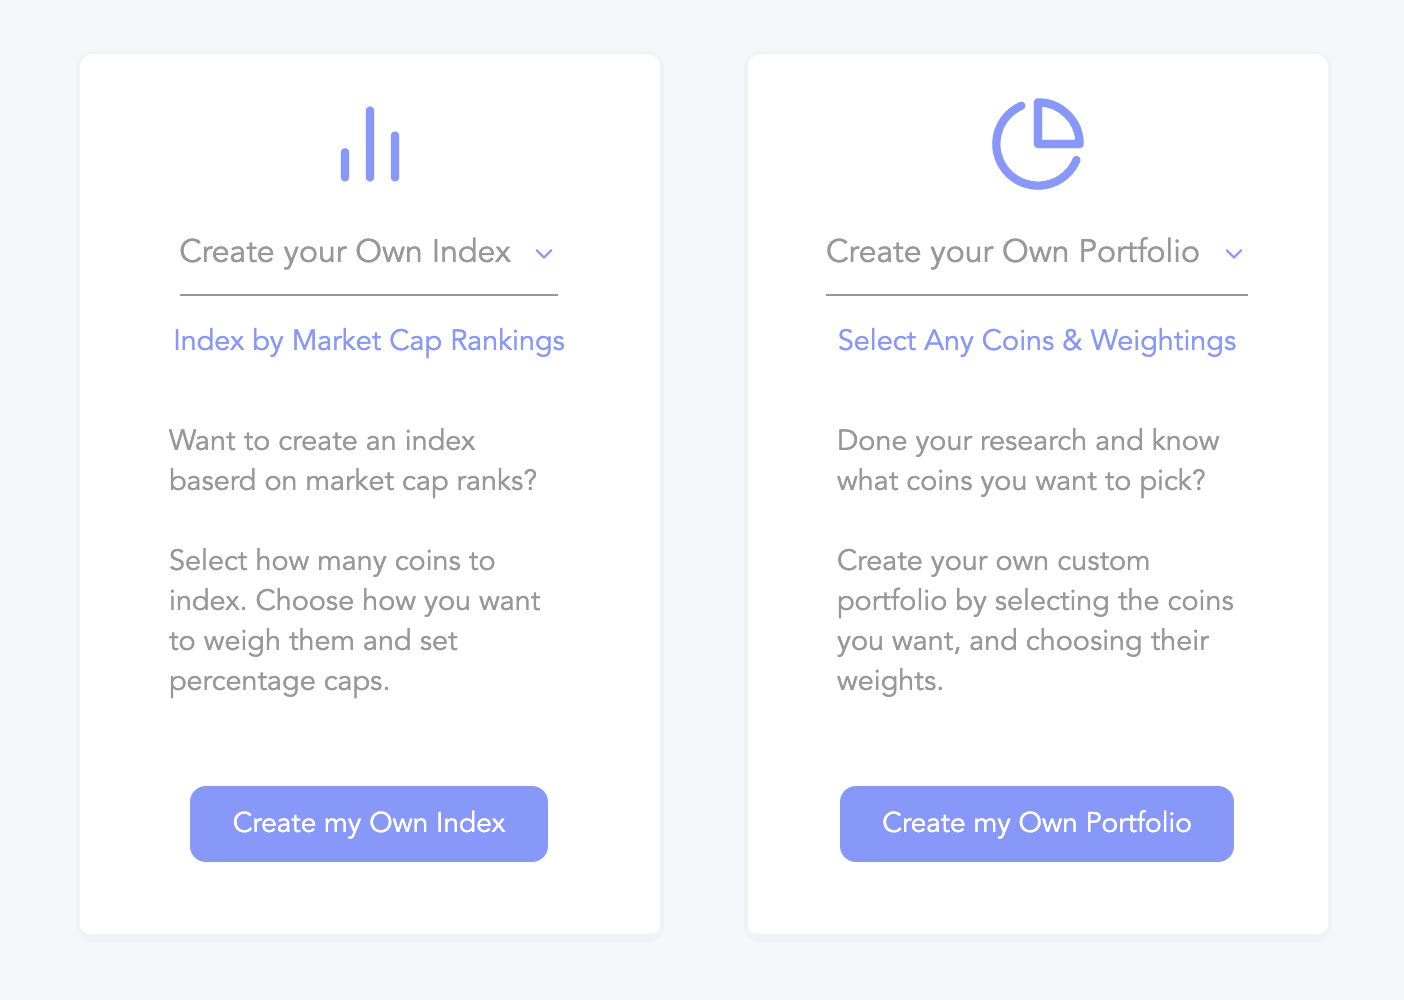 Create your Own Index
Index by Market Cap Rankings
Want to create an index
baserd on market cap ranks?
Select how many coins to
index. Choose how you want
to weigh them and set
percentage caps.
Create my Own Index
Create your Own Portfolio
Select Any Coins & Weightings
Done your research and know
what coins you want to pick?
Create your own custom
portfolio by selecting the coins
you want, and choosing their
weights.
Create my Own Portfolio